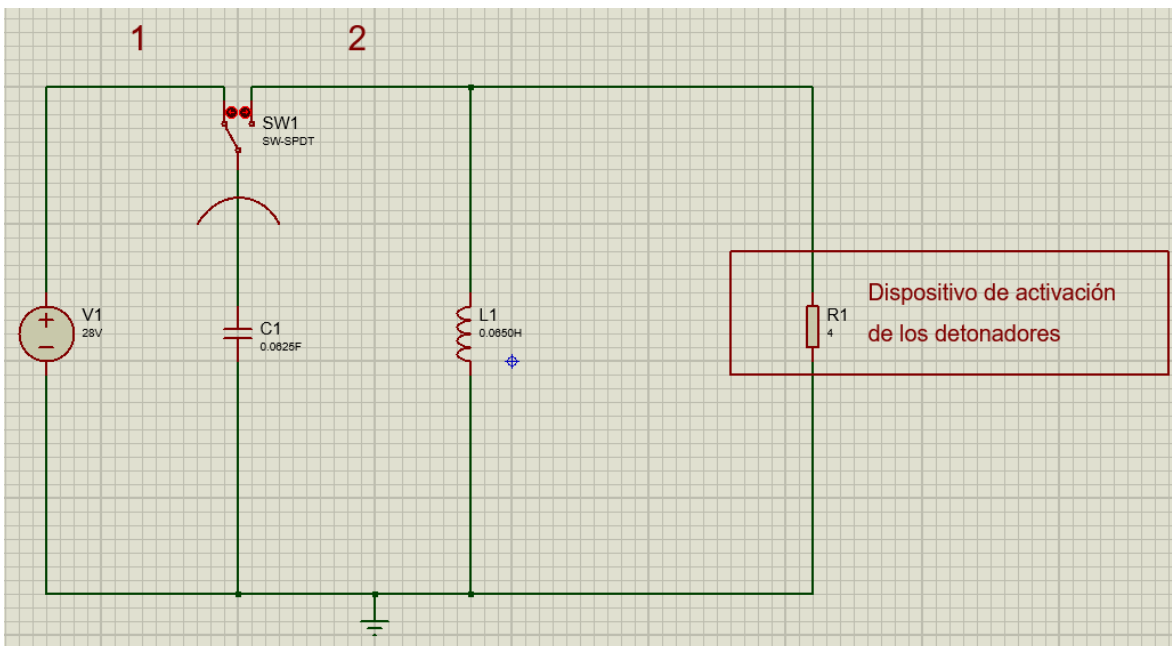 1 2
SW1
SW-SPDT
V1
28V
C1
0.0625F
L1
0.0650H
R1
4
Dispositivo de activación
de los detonadores